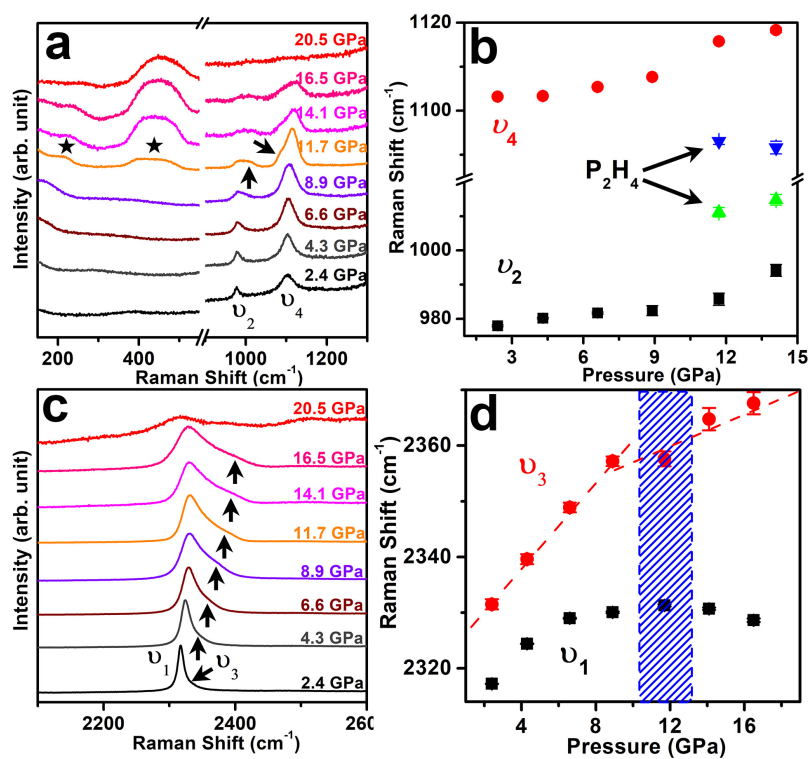 a
20.5 GPa
16.5 GPa
14.1 GPa
11.7 GPa
8.9 GPa
6.6 GPa
4.3 GPa
2.4 GPa
★ ★
υ2 υ4
200 400 1000 1200
Raman Shift (cm-1)
Intensity (arb. unit)
b
1120
1100
1000
980
υ4
P2H4
υ2
3 6 9 12 15
Pressure (GPa)
Raman Shift (cm-1)
c
20.5 GPa
16.5 GPa
14.1 GPa
11.7 GPa
8.9 GPa
6.6 GPa
4.3 GPa
2.4 GPa
υ1 υ3
2200 2400 260
Raman Shift (cm-1)
Intensity (arb. unit)
d
2360
2340
2320
υ3
υ1
4 8 12 16
Pressure (GPa)
Raman Shift (cm-1)